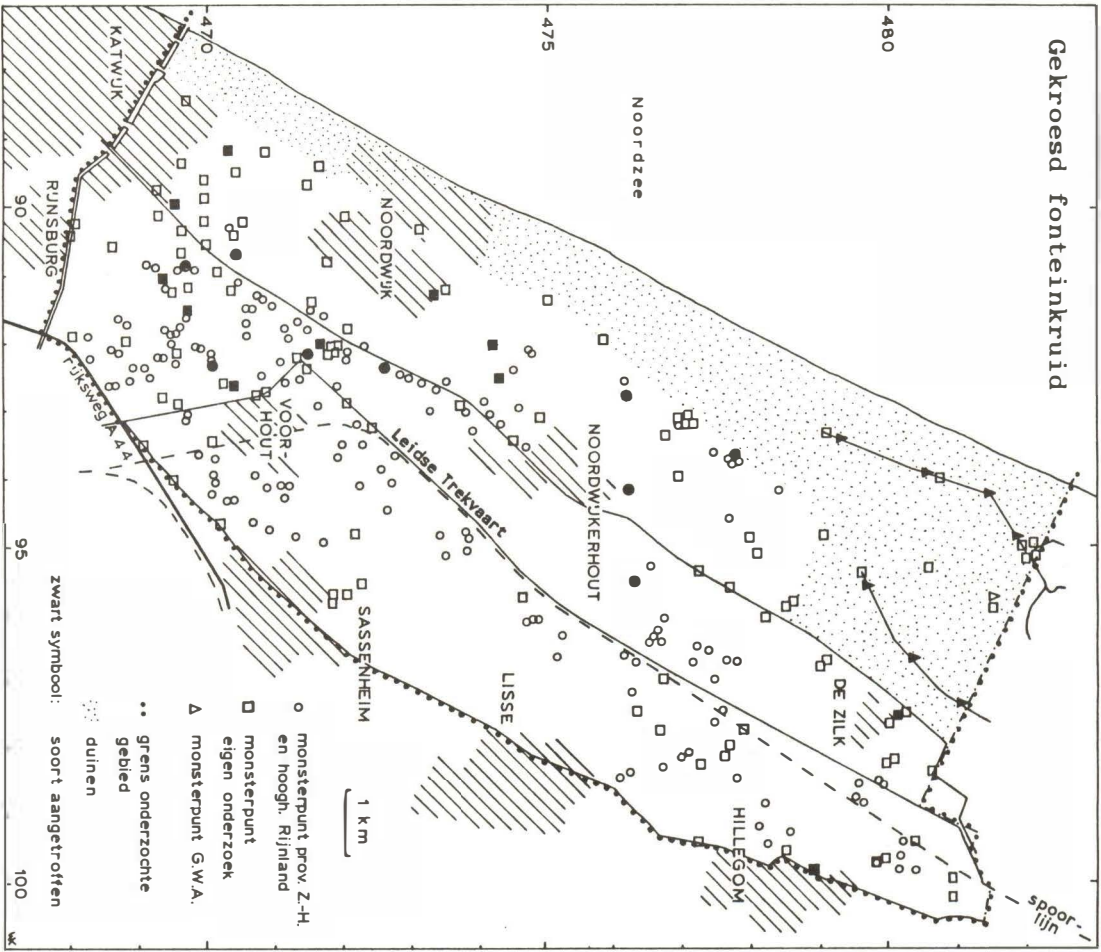 Gekroesd fonteinkruid
480
475
470
Noordzee
KATWIJK
RIJNSBURG
90
NOORDWIJK
Rijksweg A 44
VOOR-
HOUT
Leidse Trekvaart
NOORDWIJKERHOUT
95
SASSENHEIM
LISSE
DE ZILK
HILLEGOM
spoor-
lijn
100
1 km
○ monsterpunt prov. Z.-H.
en hoogh. Rijnland
□ monsterpunt
eigen onderzoek
△ monsterpunt G.W.A.
grens onderzochte
gebied
duinen
zwart symbool: soort aangetroffen